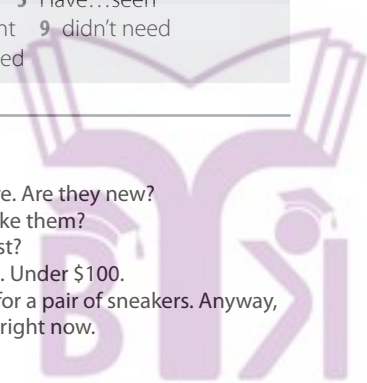 5 Have…seen
nt 9 didn't need
ed
e. Are they new?
ke them?
st?
. Under $100.
for a pair of sneakers. Anyway,
right now.